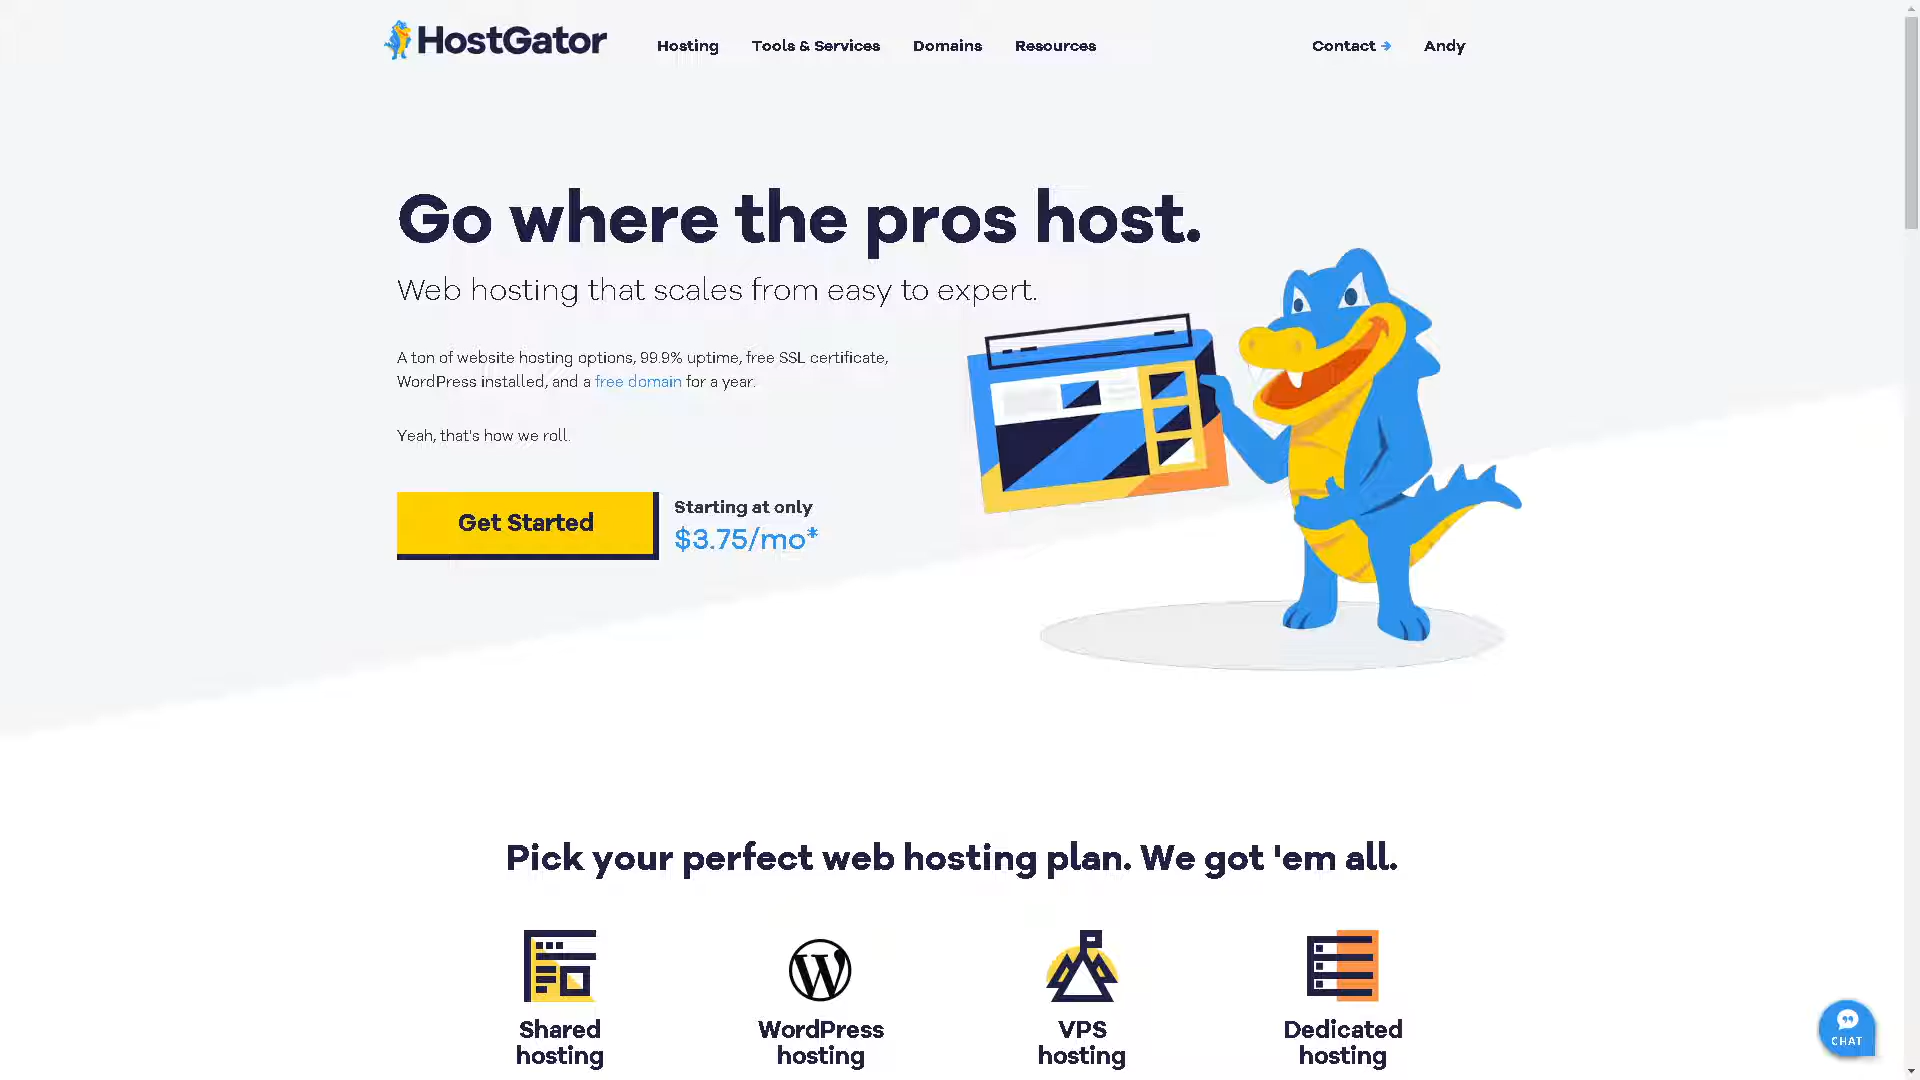 HostGator
Hosting
Tools & Services
Domains
Resources
Contact
Andy
Go where the pros host.
Web hosting that scales from easy to expert.
A ton of website hosting options, 99.9% uptime, free SSL certificate,
WordPress installed, and a free domain for a year.
Yeah, that's how we roll.
Get Started
Starting at only
$3.75/mo*
Pick your perfect web hosting plan. We got 'em all.
Shared
hosting
WordPress
hosting
VPS
hosting
Dedicated
hosting
CHAT